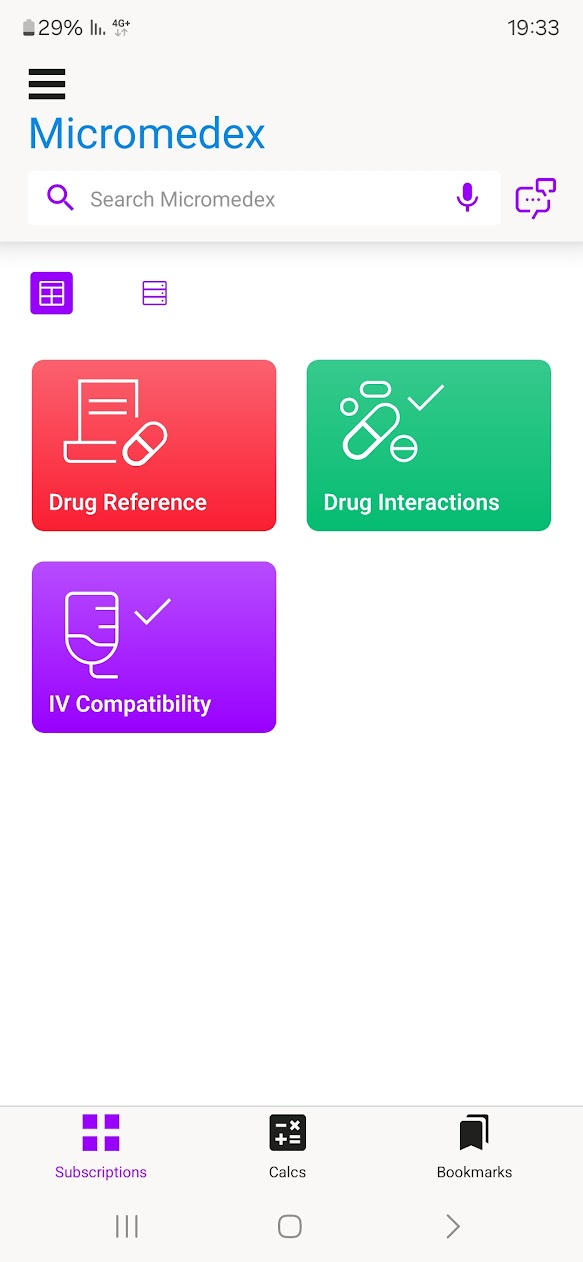 29% 4G+ 19:33
Micromedex
Search Micromedex
Drug Reference
Drug Interactions
IV Compatibility
Subscriptions
Calcs
Bookmarks